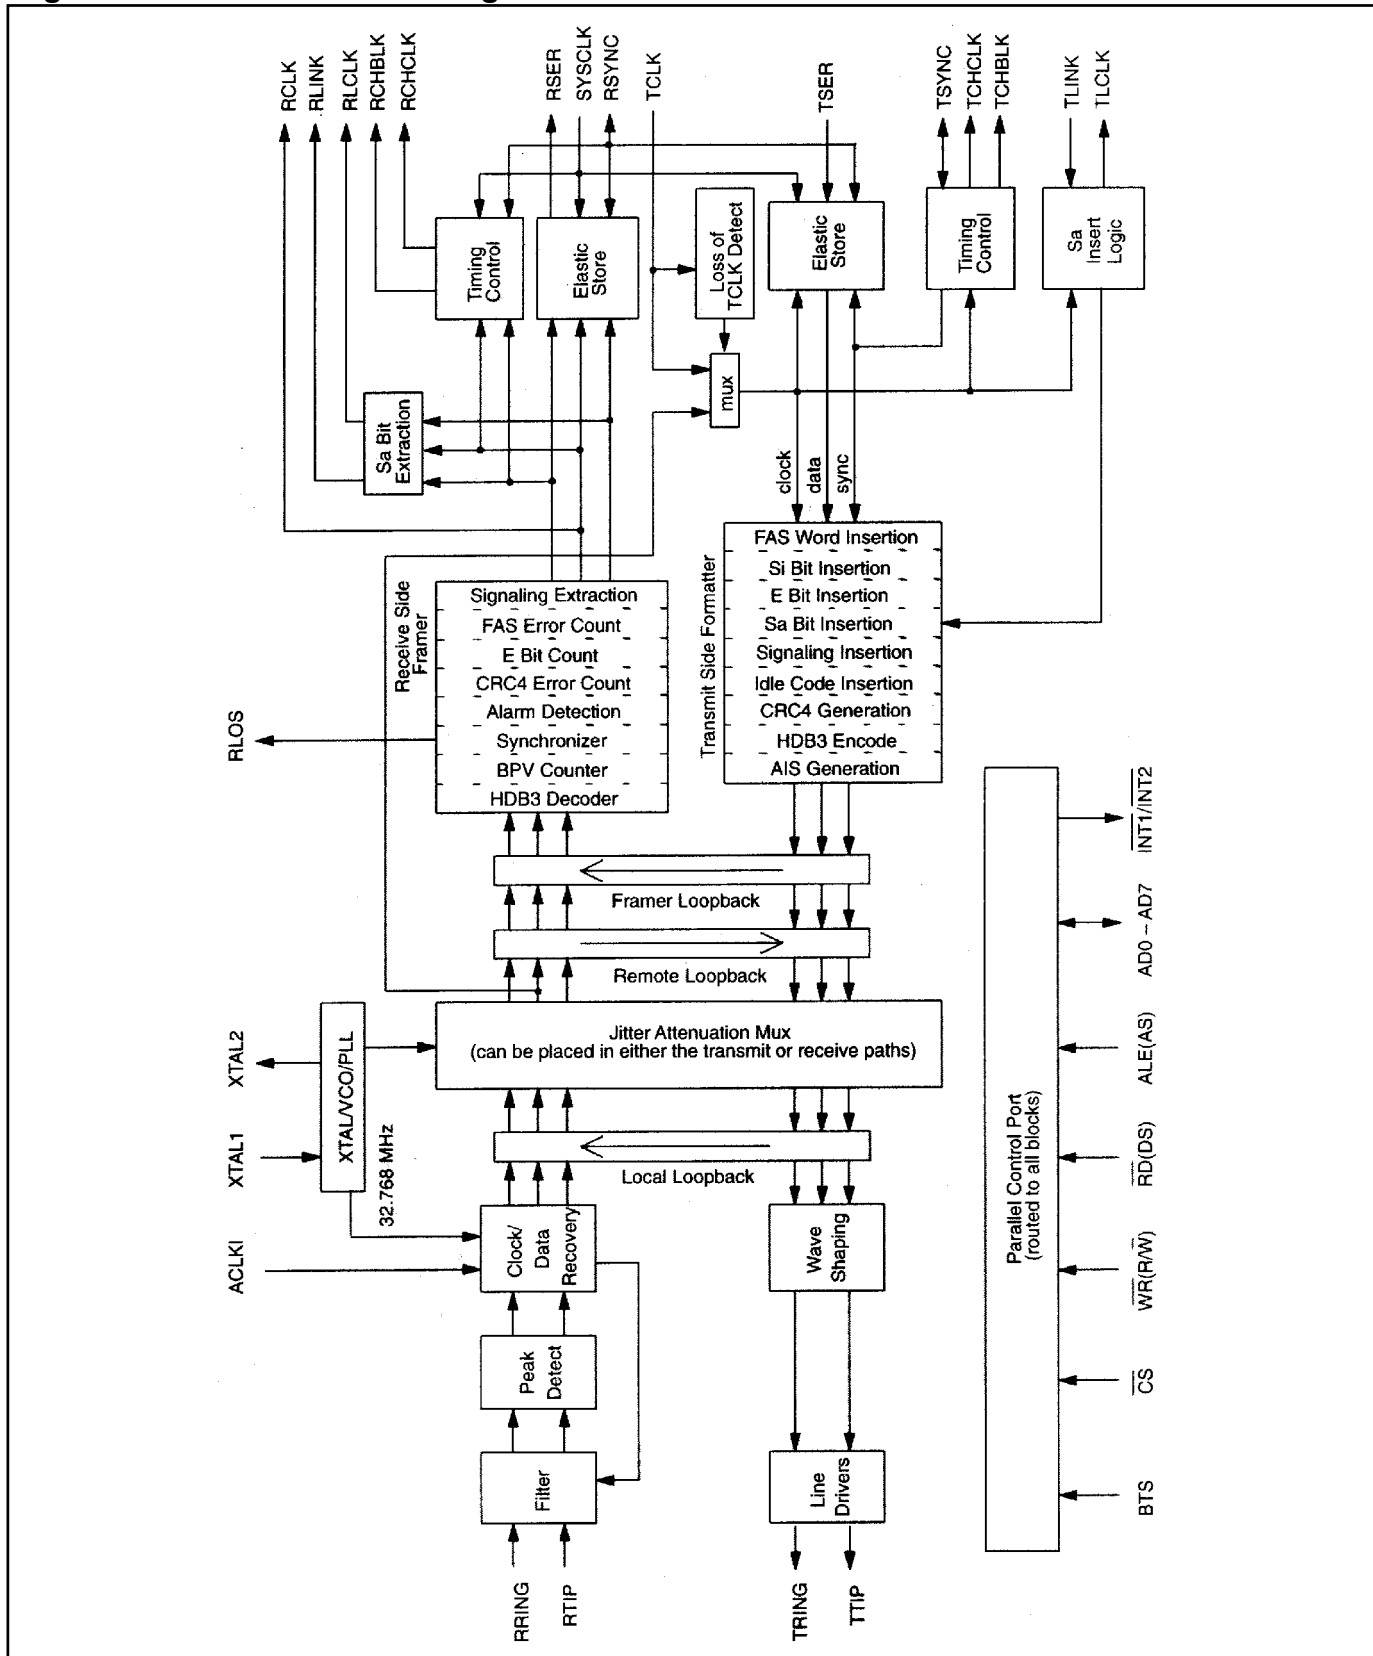 RCLK
RLINK
RLCLK
RCHBLK
RCHCLK
RSER
SYSCLK
RSYNC
TCLK
TSER
TSYNC
TCHCLK
TCHBLK
TLINK
TLCLK
Timing
Control
Elastic
Store
Loss of
TCLK Detect
Elastic
Store
Timing
Control
Sa
Insert
Logic
mux
Sa Bit
Extraction
clock
data
sync
Receive Side
Framer
Signaling Extraction
FAS Error Count
E Bit Count
CRC4 Error Count
Alarm Detection
Synchronizer
BPV Counter
HDB3 Decoder
Transmit Side Formatter
FAS Word Insertion
Si Bit Insertion
E Bit Insertion
Sa Bit Insertion
Signaling Insertion
Idle Code Insertion
CRC4 Generation
HDB3 Encode
AIS Generation
RLOS
Framer Loopback
Remote Loopback
Jitter Attenuation Mux
(can be placed in either the transmit or receive paths)
Local Loopback
XTAL2
XTAL1
ACLKI
XTAL/VCO/PLL
32.768 MHz
Clock/
Data
Recovery
Peak
Detect
Filter
RRING
RTIP
Wave
Shaping
Line
Drivers
TRING
TTIP
Parallel Control Port
(routed to all blocks)
INT1/INT2
AD0 – AD7
ALE(AS)
RD(DS)
WR(R/W)
CS
BTS